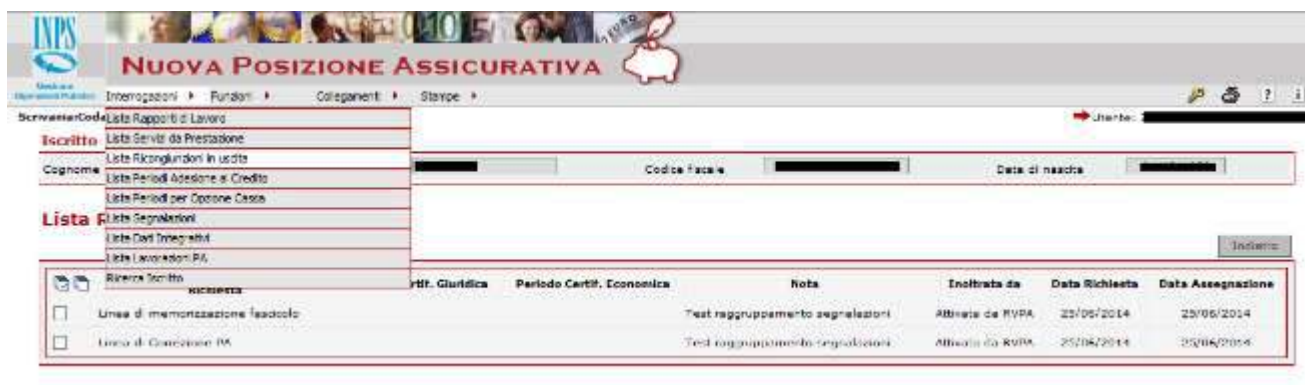 INPS
NUOVA POSIZIONE ASSICURATIVA
Gestione
Dipendenti Pubblici
Interrogazioni Funzioni Collegamenti Stampe
Lista Rapporti di Lavoro
Utente:
Lista Servizi da Prestazione
Iscritto
Lista Ricongiunzioni in uscita
Cognome Codice fiscale Data di nascita
Lista Periodi Adesione al Credito
Lista Periodi per Opzione Cassa
Lista Segnalazioni
Lista R
Lista Dati Integrativi
Indietro
Lista Lavorazioni PA
Ricerca Iscritto
Richiesta rtif. Giuridica Periodo Certif. Economica Nota Inoltrata da Data Richiesta Data Assegnazione
Linea di memorizzazione fascicolo Test raggruppamento segnalazioni Attivata da RVPA 25/06/2014 25/06/2014
Linea di Correzione PA Test raggruppamento segnalazioni Attivata da RVPA 25/06/2014 25/06/2014